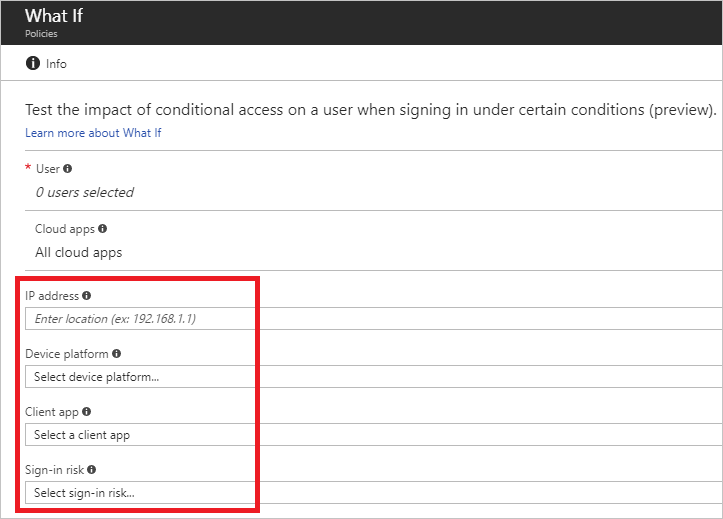 What If
Policies
Info
Test the impact of conditional access on a user when signing in under certain conditions (preview).
Learn more about What If
* User
0 users selected
Cloud apps
All cloud apps
IP address
Enter location (ex: 192.168.1.1)
Device platform
Select device platform...
Client app
Select a client app
Sign-in risk
Select sign-in risk...